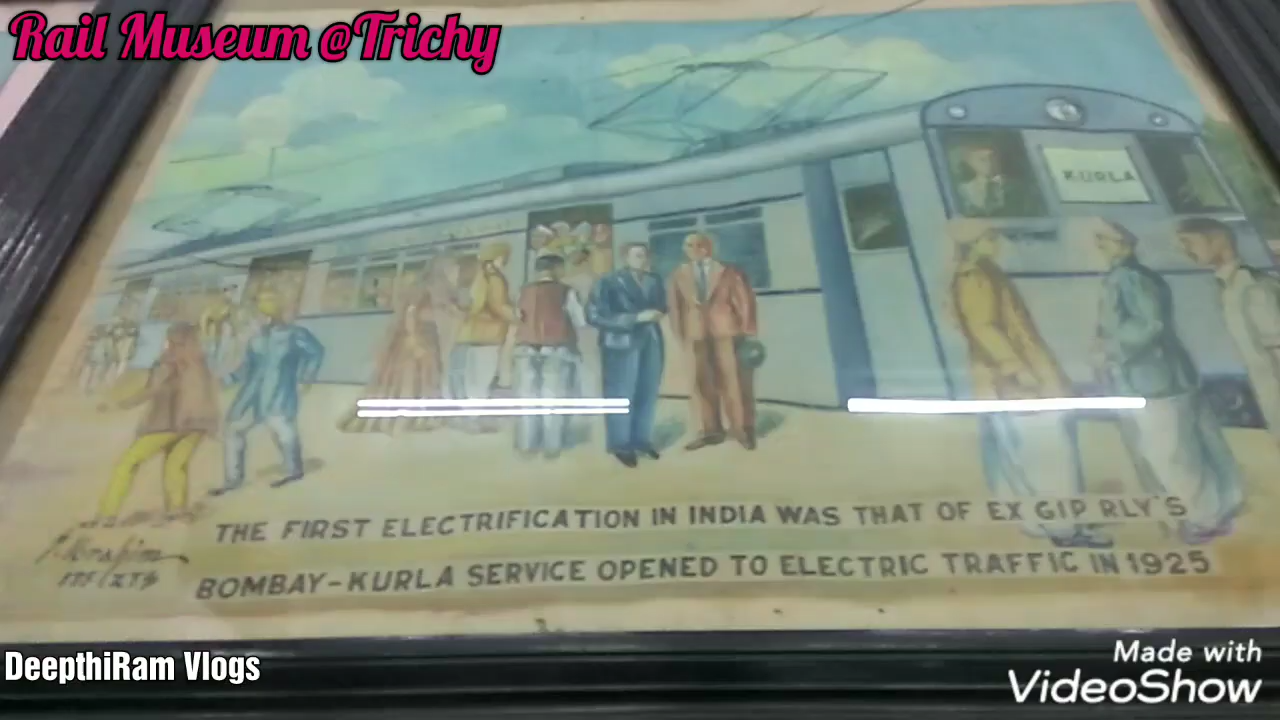 Rail Museum @Trichy
KURLA
THE FIRST ELECTRIFICATION IN INDIA WAS THAT OF EX GIP RLY'S
BOMBAY-KURLA SERVICE OPENED TO ELECTRIC TRAFFIC IN 1925
DeepthiRam Vlogs
Made with
VideoShow